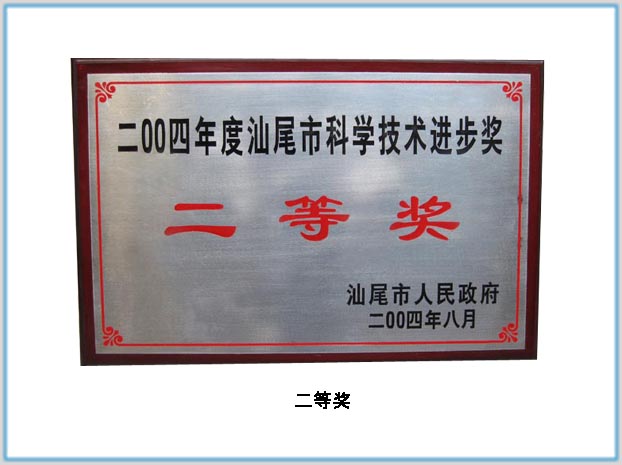 二00四年度汕尾市科学技术进步奖
二等奖
汕尾市人民政府
二00四年八月
二等奖